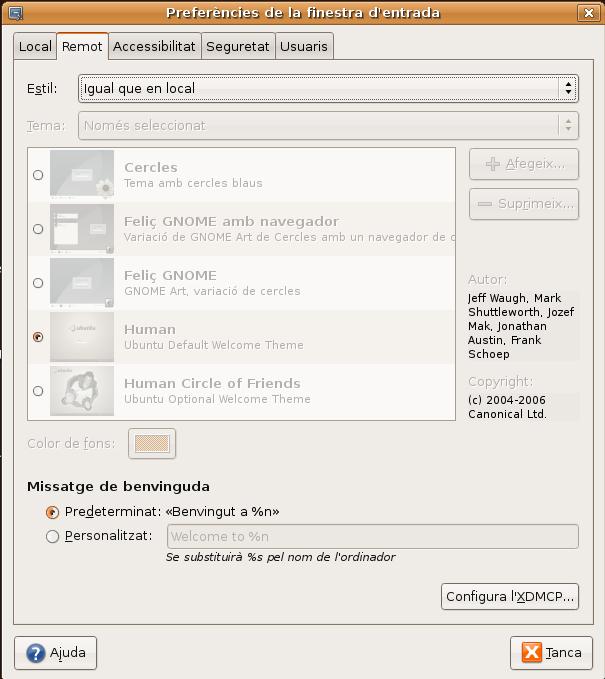 Preferències de la finestra d'entrada
Local Remot Accessibilitat Seguretat Usuaris
Estil: Igual que en local
Tema: Només seleccionat
Cercles
Tema amb cercles blaus
Afegeix...
Suprimeix...
Feliç GNOME amb navegador
Variació de GNOME Art de Cercles amb un navegador de c
Feliç GNOME
GNOME Art, variació de cercles
ubuntu
Human
Ubuntu Default Welcome Theme
Human Circle of Friends
Ubuntu Optional Welcome Theme
Autor:
Jeff Waugh, Mark
Shuttleworth, Jozef
Mak, Jonathan
Austin, Frank
Schoep
Copyright:
(c) 2004-2006
Canonical Ltd.
Color de fons:
Missatge de benvinguda
Predeterminat: «Benvingut a %n»
Personalitzat: Welcome to %n
Se substituirà %s pel nom de l'ordinador
Configura l'XDMCP...
Ajuda
Tanca